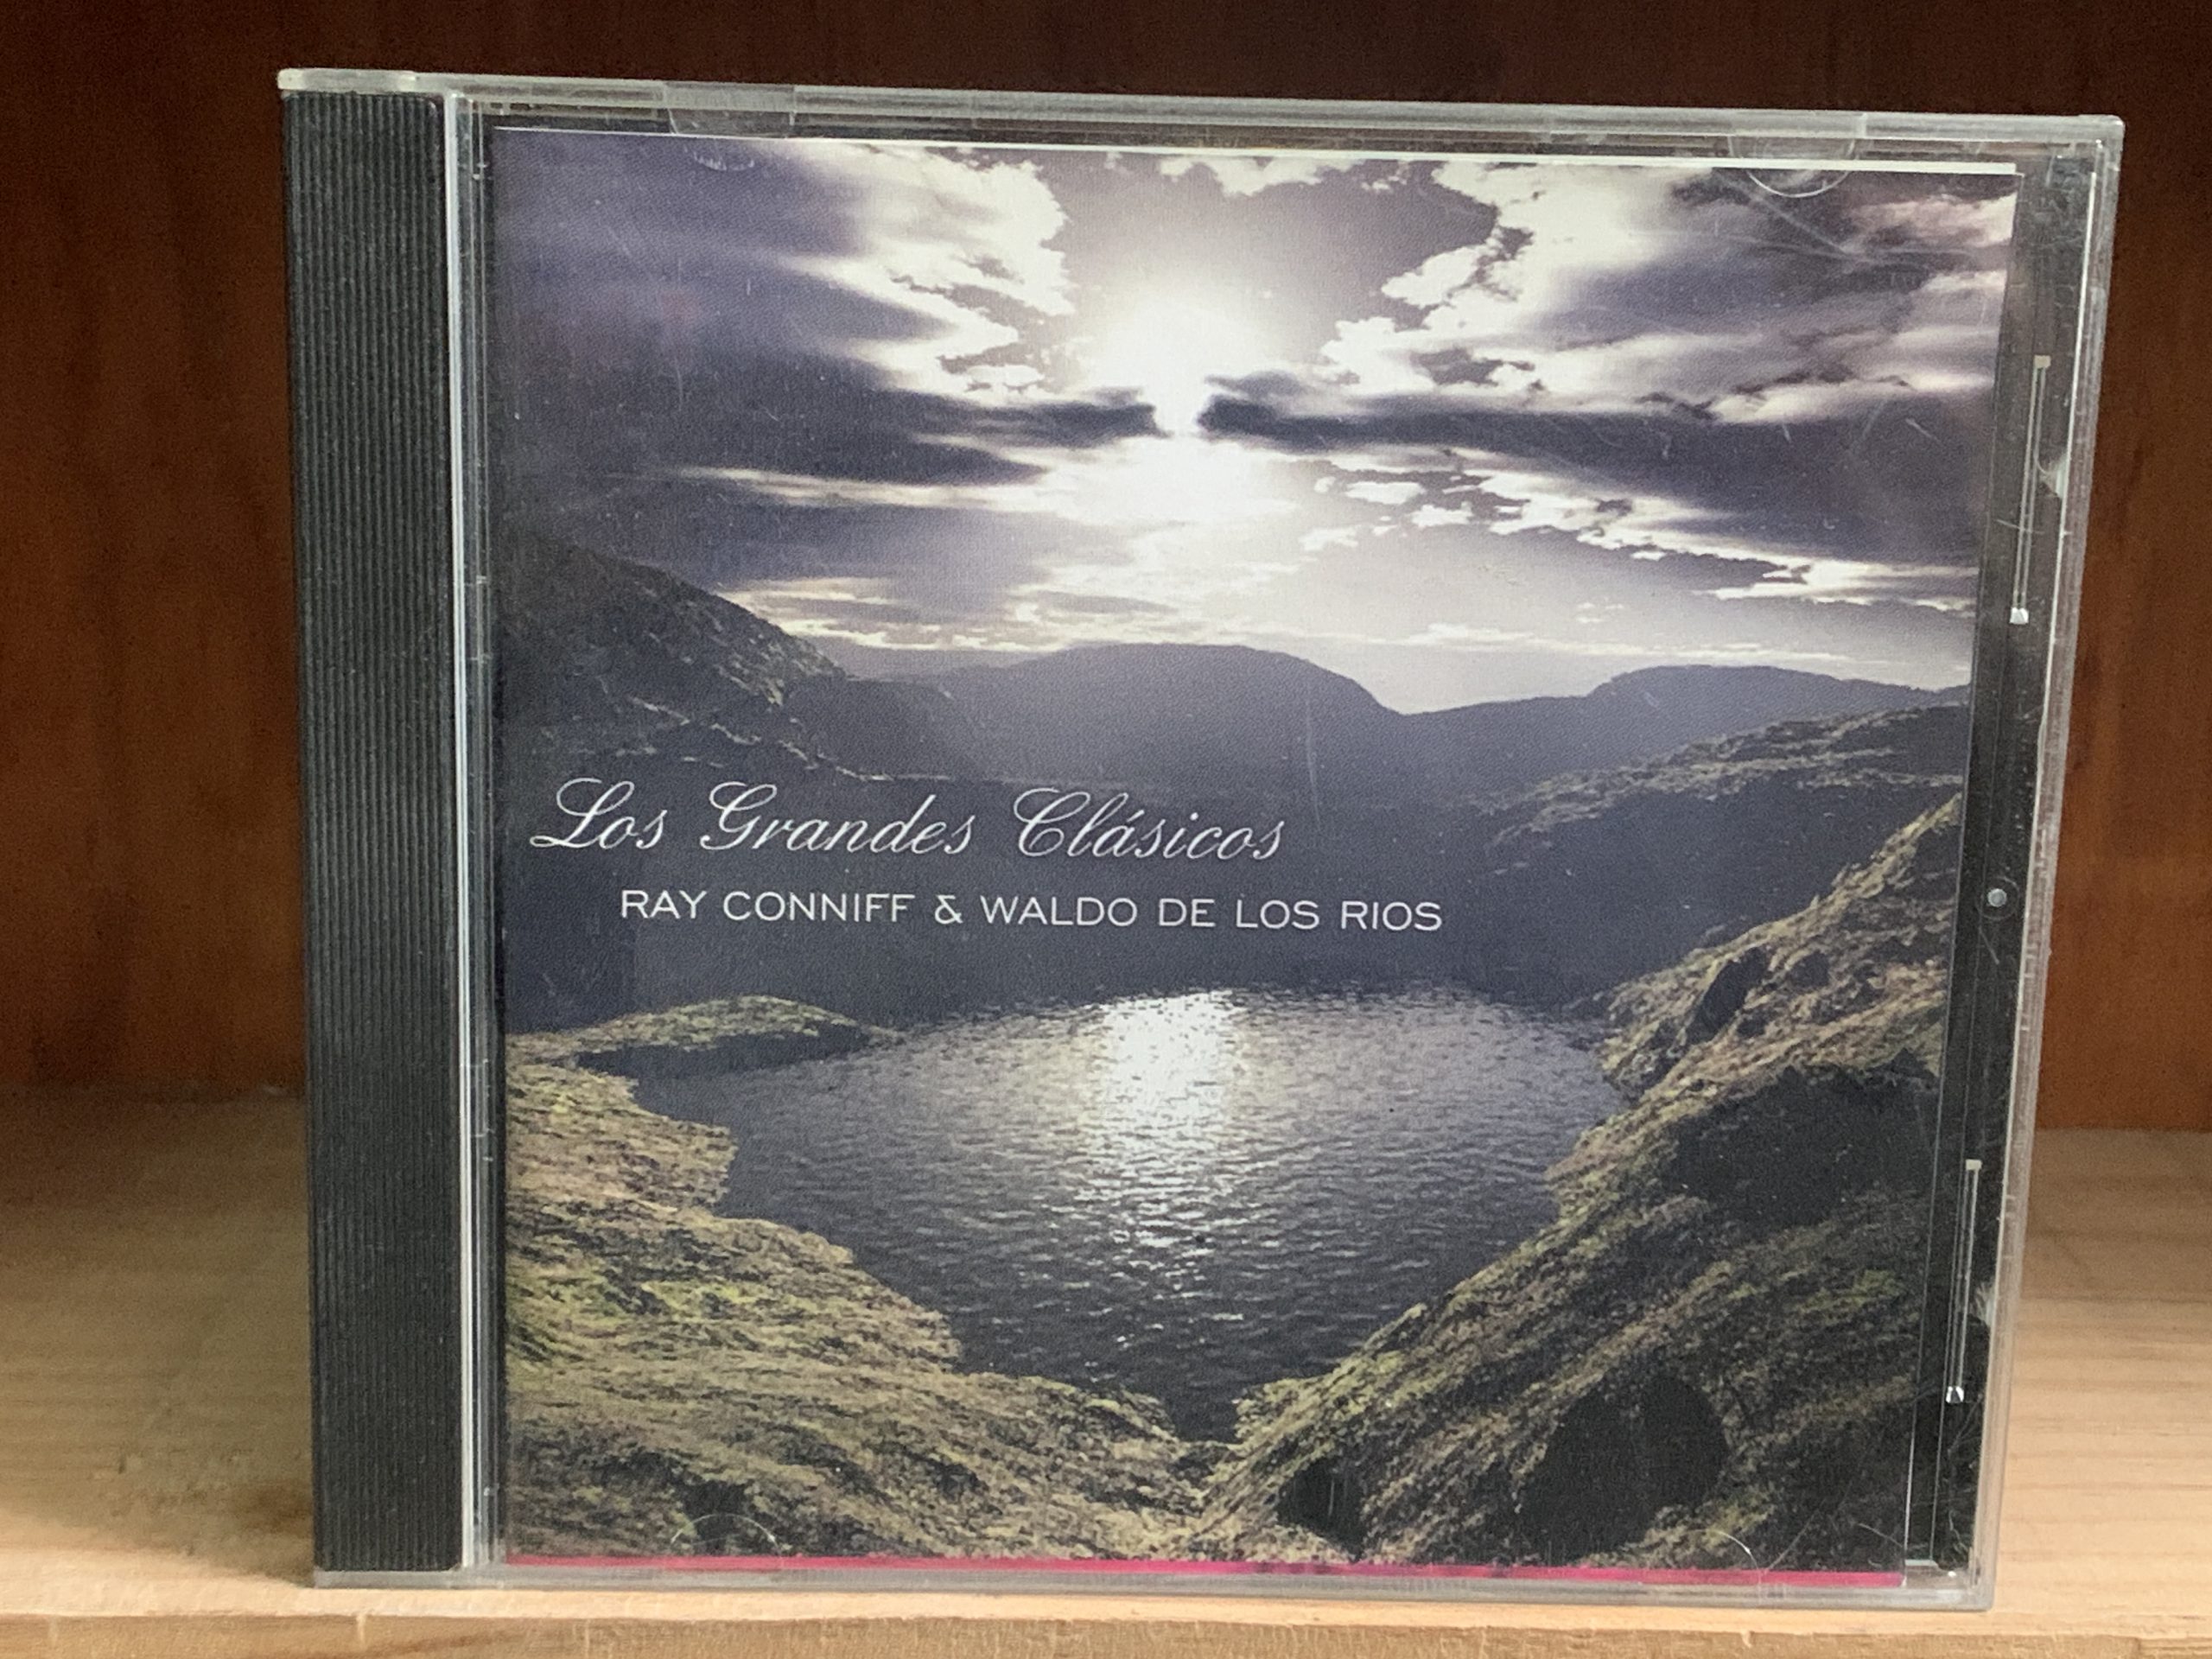 Los Grandes Clásicos
RAY CONNIFF & WALDO DE LOS RIOS